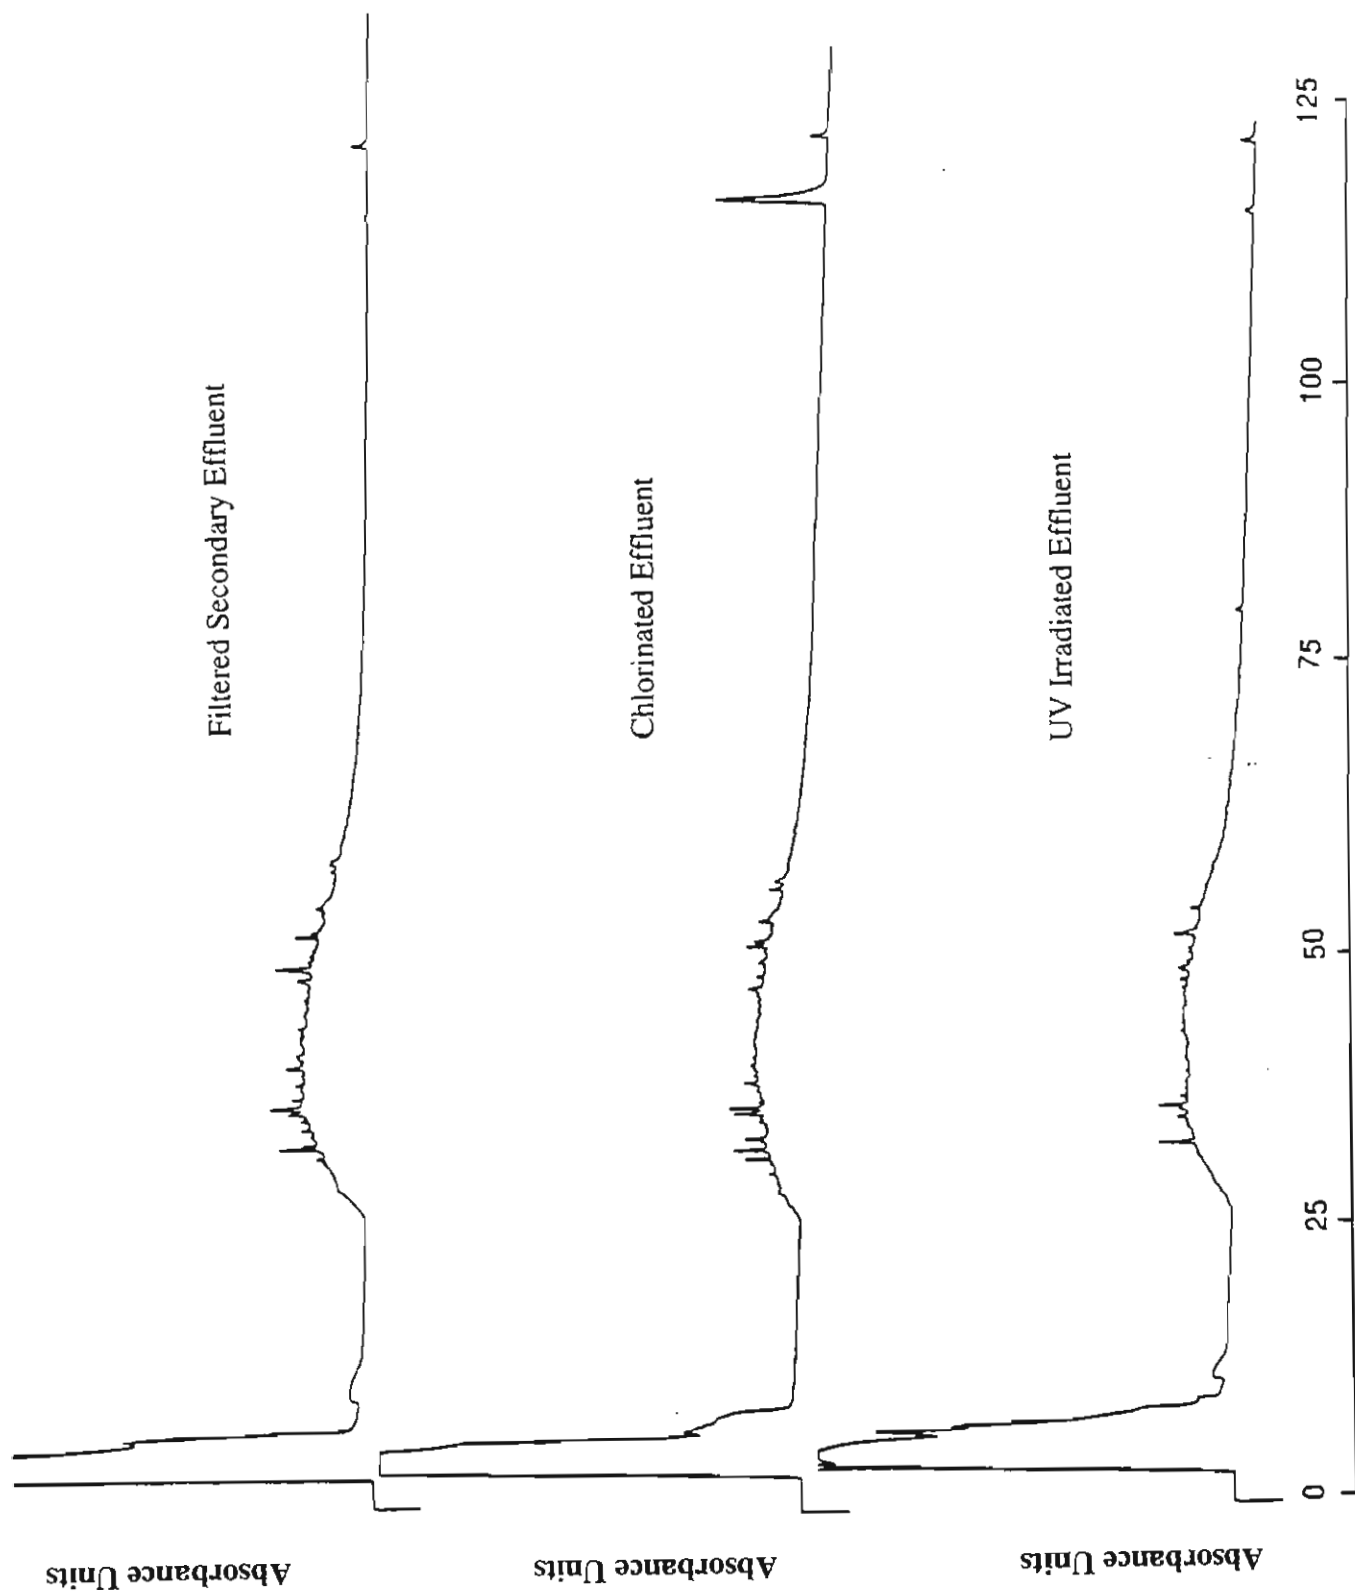 Filtered Secondary Effluent
Absorbance Units
Chlorinated Effluent
Absorbance Units
UV Irradiated Effluent
Absorbance Units
0 25 50 75 100 125